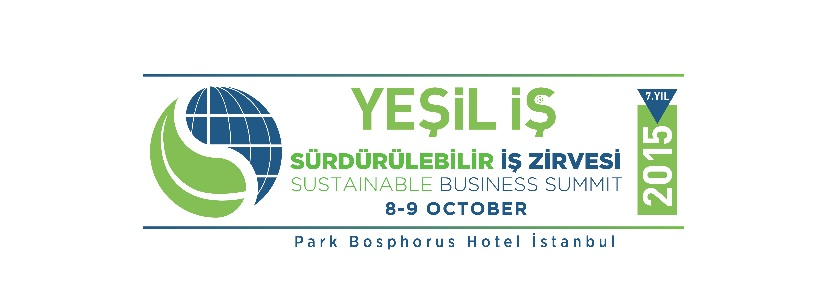 YEŞİL İŞ
SÜRDÜRÜLEBİLİR İŞ ZİRVESİ
SUSTAINABLE BUSINESS SUMMIT
8-9 OCTOBER
7.YIL
2015
Park Bosphorus Hotel İstanbul